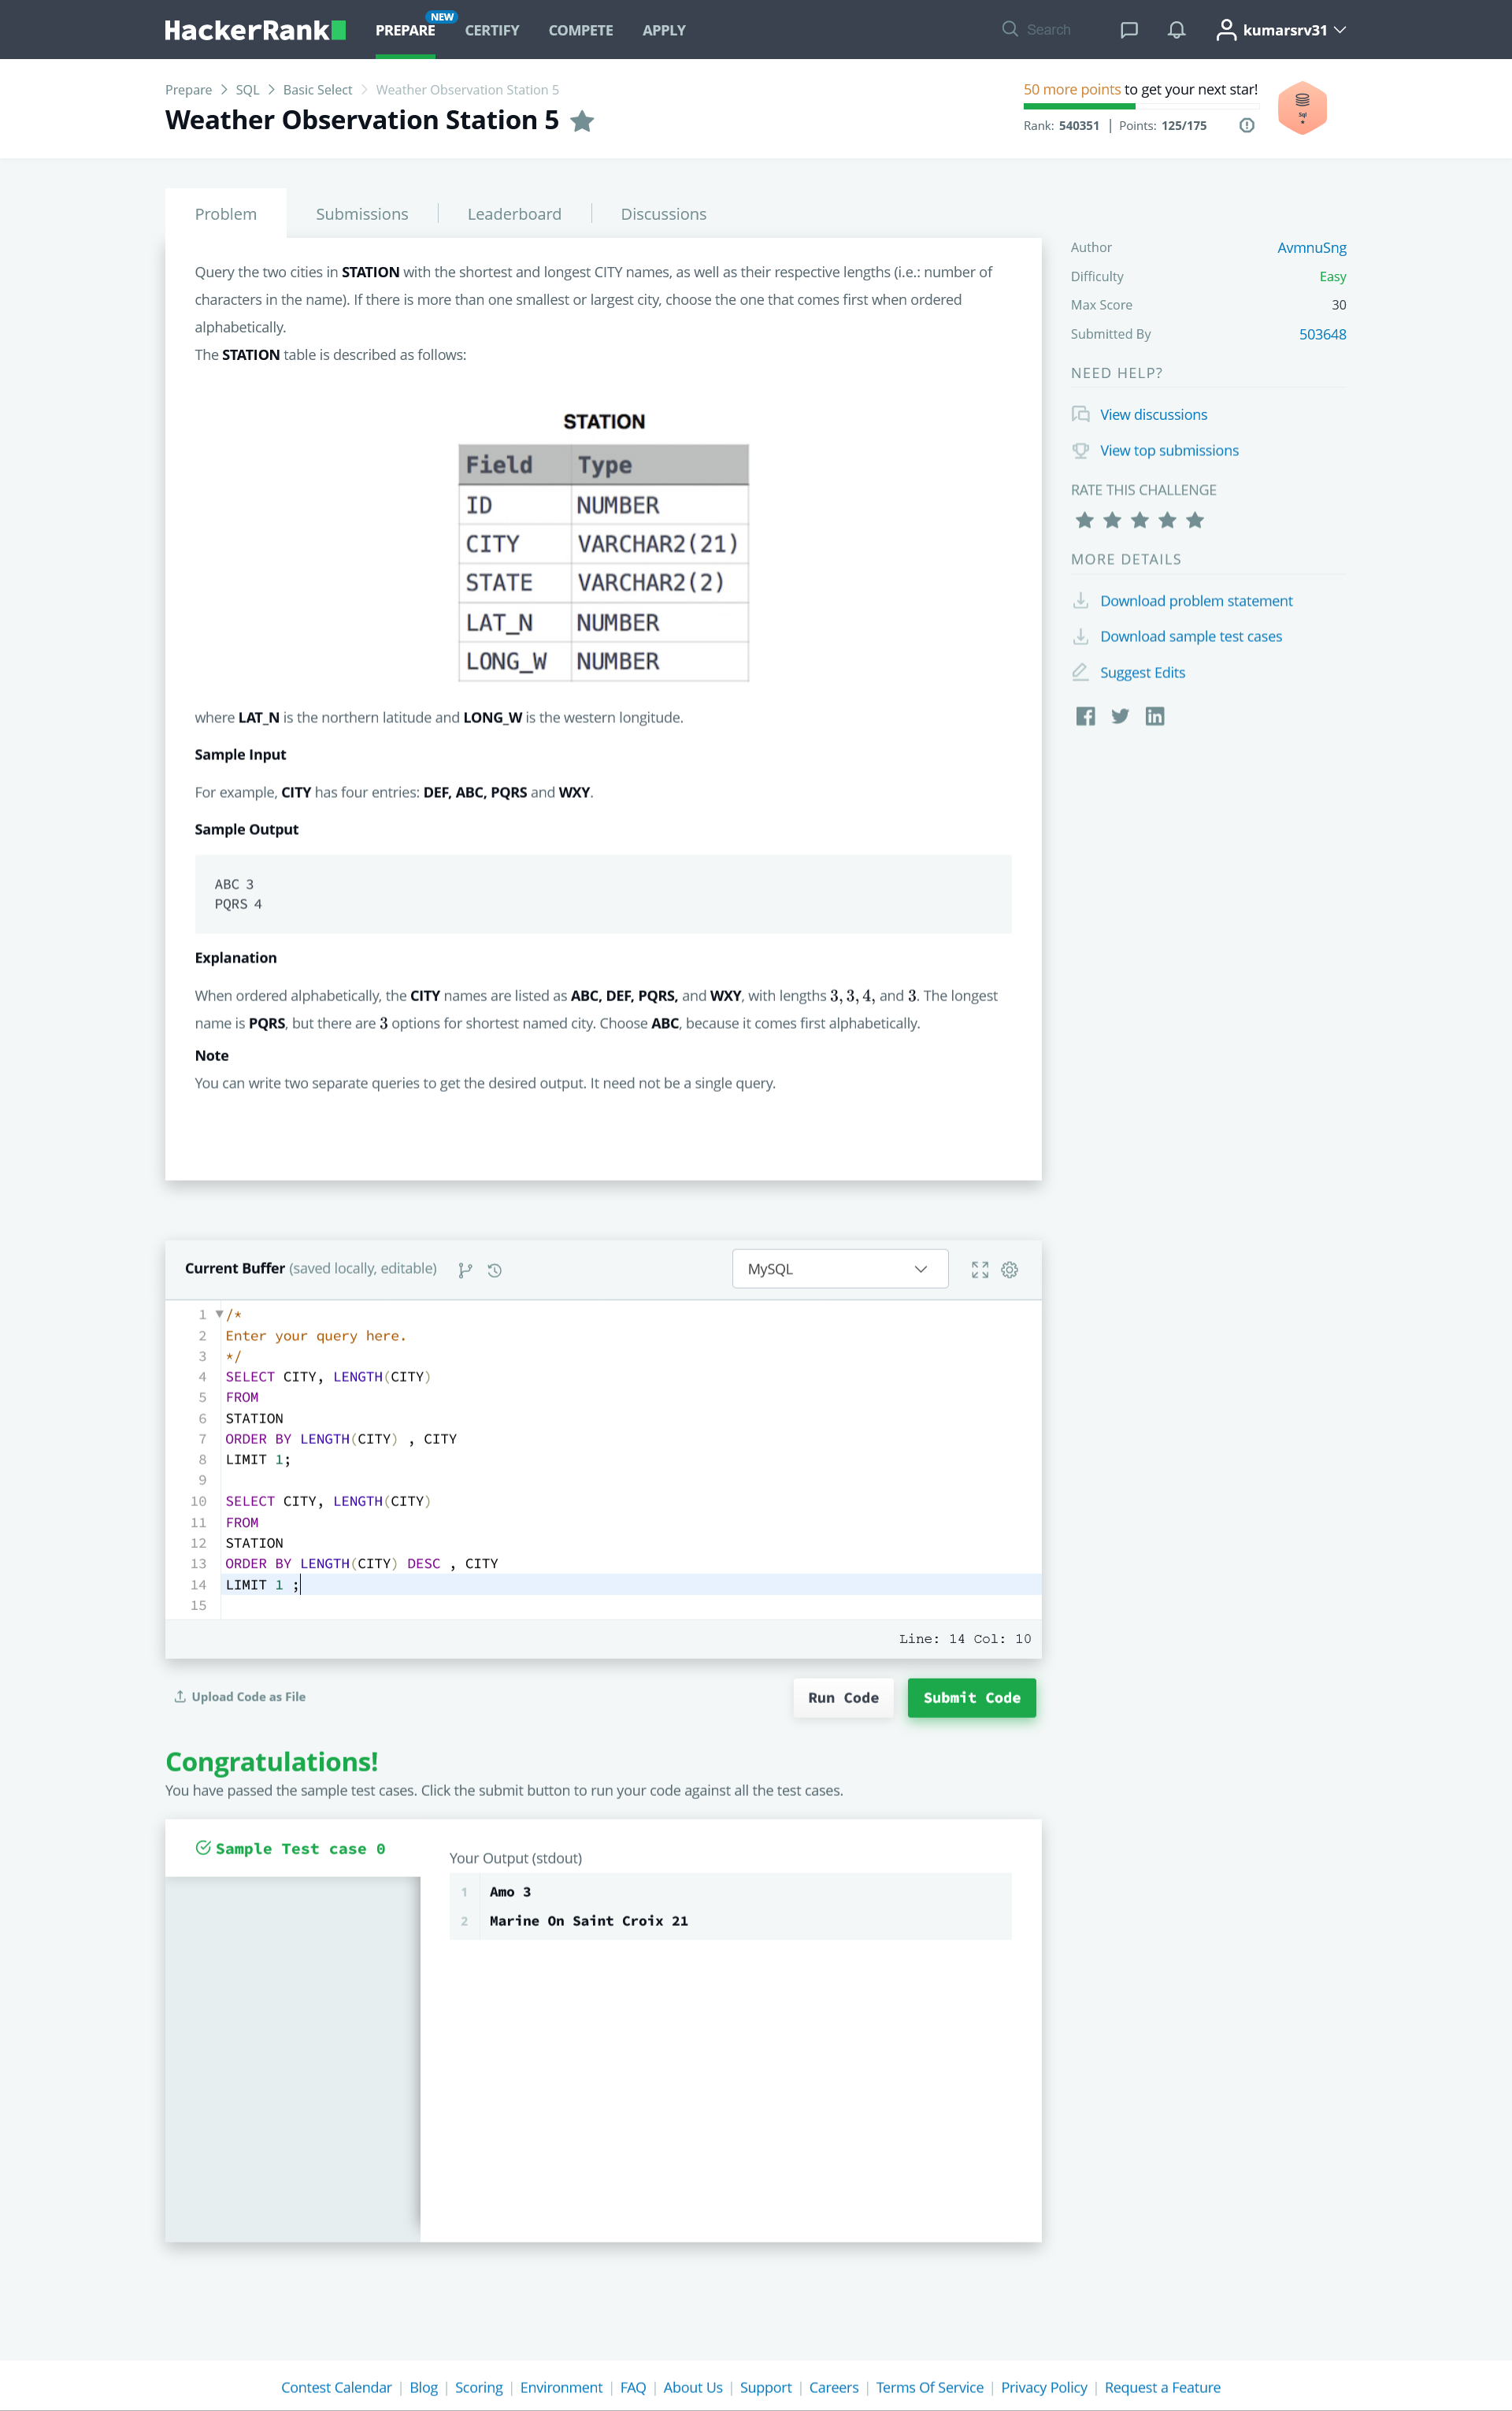 HackerRank
PREPARE
NEW
CERTIFY
COMPETE
APPLY
Search
kumarsrv31
Prepare > SQL > Basic Select > Weather Observation Station 5
Weather Observation Station 5
50 more points to get your next star!
Rank: 540351 | Points: 125/175
Sql
Problem
Submissions
Leaderboard
Discussions
Query the two cities in STATION with the shortest and longest CITY names, as well as their respective lengths (i.e.: number of
characters in the name). If there is more than one smallest or largest city, choose the one that comes first when ordered
alphabetically.
The STATION table is described as follows:
STATION
Field Type
ID NUMBER
CITY VARCHAR2(21)
STATE VARCHAR2(2)
LAT_N NUMBER
LONG_W NUMBER
where LAT_N is the northern latitude and LONG_W is the western longitude.
Sample Input
For example, CITY has four entries: DEF, ABC, PQRS and WXY.
Sample Output
ABC 3
PQRS 4
Explanation
When ordered alphabetically, the CITY names are listed as ABC, DEF, PQRS, and WXY, with lengths 3, 3, 4, and 3. The longest
name is PQRS, but there are 3 options for shortest named city. Choose ABC, because it comes first alphabetically.
Note
You can write two separate queries to get the desired output. It need not be a single query.
Author AvmnuSng
Difficulty Easy
Max Score 30
Submitted By 503648
NEED HELP?
View discussions
View top submissions
RATE THIS CHALLENGE
MORE DETAILS
Download problem statement
Download sample test cases
Suggest Edits
Current Buffer (saved locally, editable)
MySQL
1 /*
2 Enter your query here.
3 */
4 SELECT CITY, LENGTH(CITY)
5 FROM
6 STATION
7 ORDER BY LENGTH(CITY) , CITY
8 LIMIT 1;
9
10 SELECT CITY, LENGTH(CITY)
11 FROM
12 STATION
13 ORDER BY LENGTH(CITY) DESC , CITY
14 LIMIT 1 ;
15
Line: 14 Col: 10
Upload Code as File
Run Code
Submit Code
Congratulations!
You have passed the sample test cases. Click the submit button to run your code against all the test cases.
Sample Test case 0
Your Output (stdout)
1 Amo 3
2 Marine On Saint Croix 21
Contest Calendar | Blog | Scoring | Environment | FAQ | About Us | Support | Careers | Terms Of Service | Privacy Policy | Request a Feature